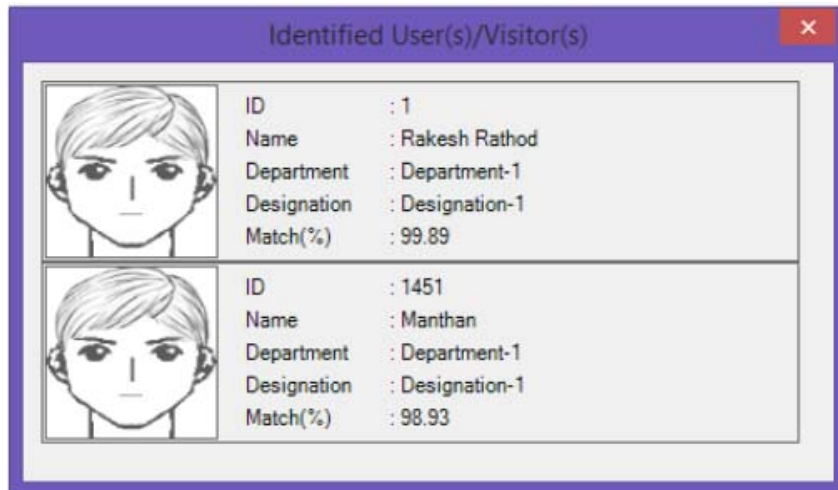 Identified User(s)/Visitor(s)
ID : 1
Name : Rakesh Rathod
Department : Department-1
Designation : Designation-1
Match(%) : 99.89
ID : 1451
Name : Manthan
Department : Department-1
Designation : Designation-1
Match(%) : 98.93